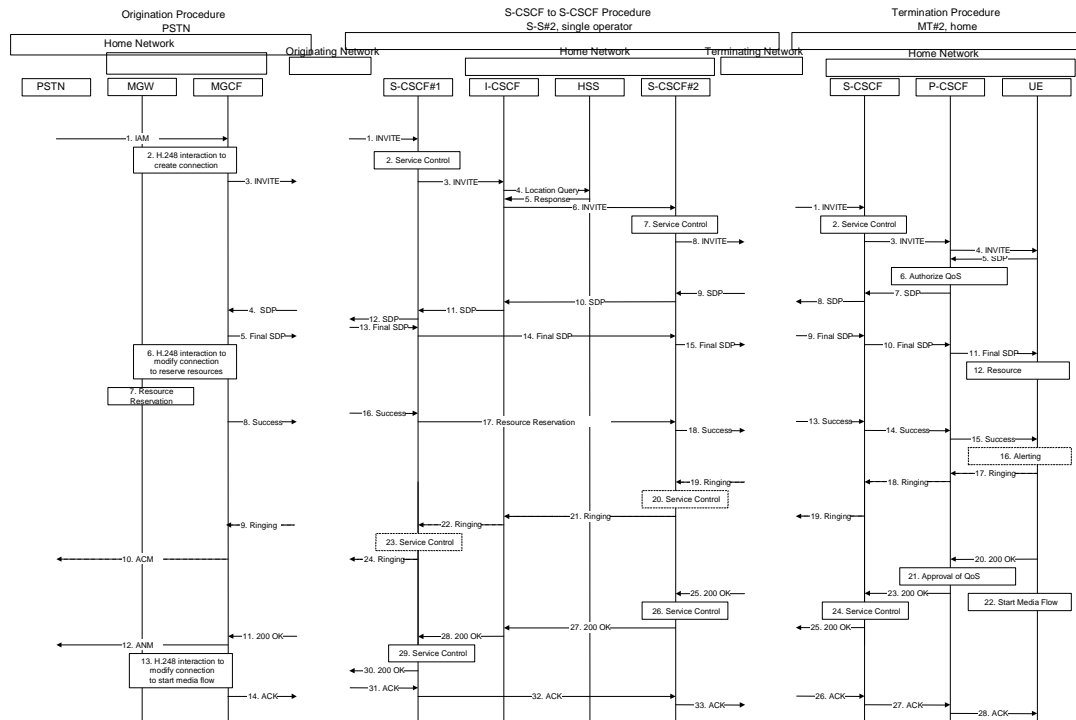 Origination Procedure
PSTN
S-CSCF to S-CSCF Procedure
S-S#2, single operator
Termination Procedure
MT#2, home
Home Network
Originating Network
Home Network
Terminating Network
Home Network
PSTN
MGW
MGCF
S-CSCF#1
I-CSCF
HSS
S-CSCF#2
S-CSCF
P-CSCF
UE
1. IAM
2. H.248 interaction to
create connection
3. INVITE
4. SDP
5. Final SDP
6. H.248 interaction to
modify connection
to reserve resources
7. Resource
Reservation
8. Success
9. Ringing
10. ACM
11. 200 OK
12. ANM
13. H.248 interaction to
modify connection
to start media flow
14. ACK
1. INVITE
2. Service Control
3. INVITE
4. Location Query
5. Response
6. INVITE
7. Service Control
8. INVITE
9. SDP
10. SDP
11. SDP
12. SDP
13. Final SDP
14. Final SDP
15. Final SDP
16. Success
17. Resource Reservation
18. Success
19. Ringing
20. Service Control
21. Ringing
22. Ringing
23. Service Control
24. Ringing
25. 200 OK
26. Service Control
27. 200 OK
28. 200 OK
29. Service Control
30. 200 OK
31. ACK
32. ACK
33. ACK
1. INVITE
2. Service Control
3. INVITE
4. INVITE
5. SDP
6. Authorize QoS
7. SDP
8. SDP
9. Final SDP
10. Final SDP
11. Final SDP
12. Resource
13. Success
14. Success
15. Success
16. Alerting
17. Ringing
18. Ringing
19. Ringing
20. 200 OK
21. Approval of QoS
22. Start Media Flow
23. 200 OK
24. Service Control
25. 200 OK
26. ACK
27. ACK
28. ACK